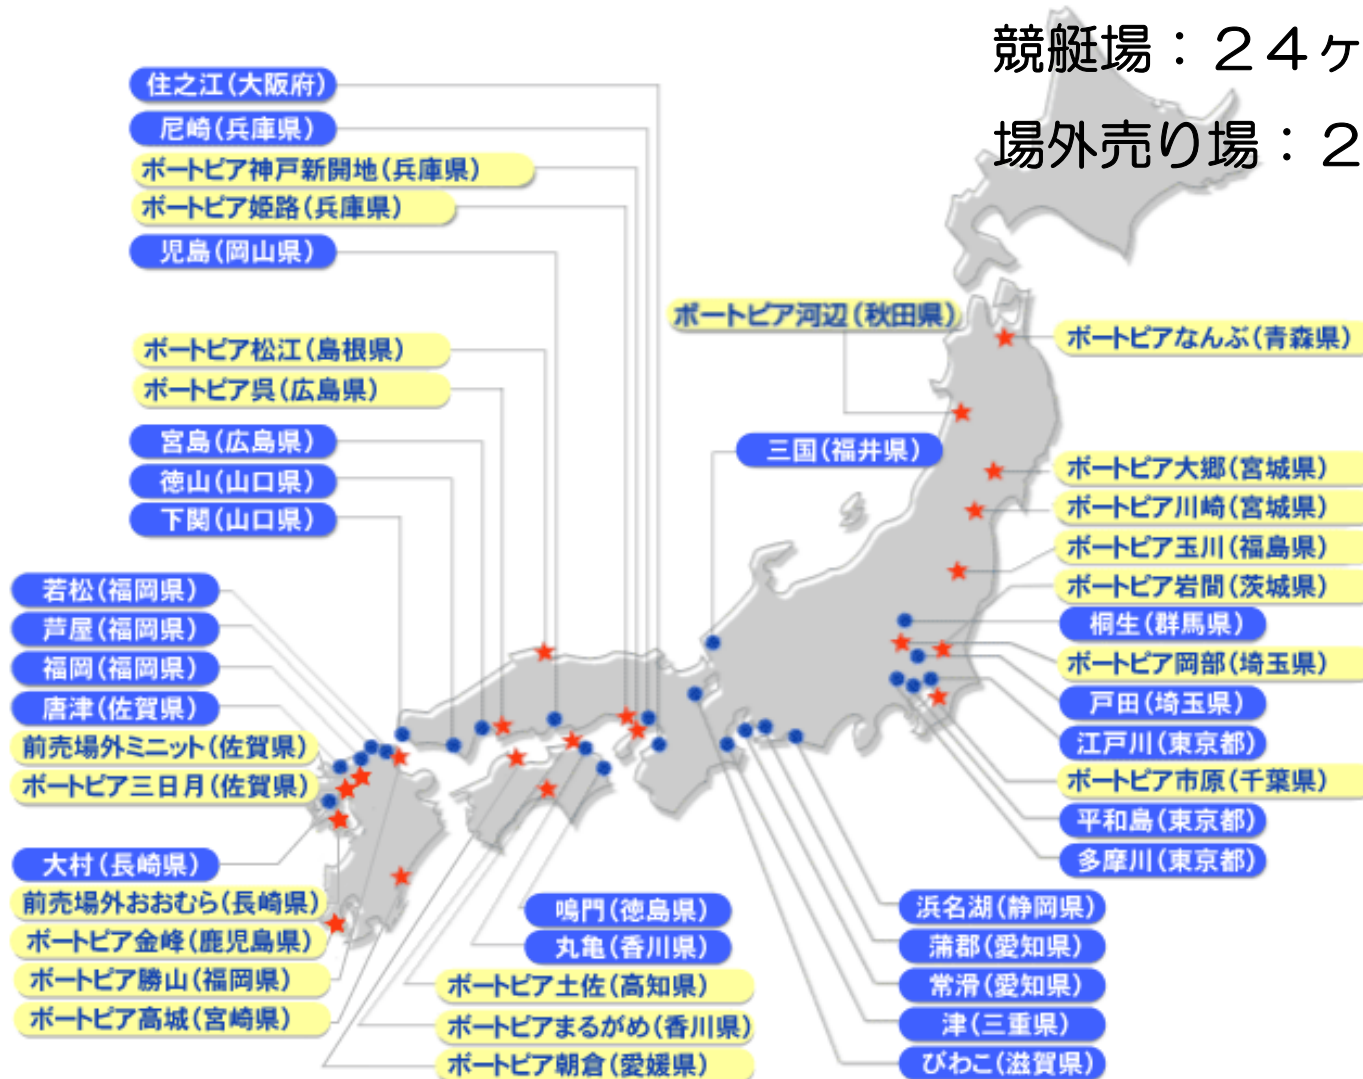 競艇場：２４ヶ
場外売り場：２
住之江(大阪府)
尼崎(兵庫県)
ボートピア神戸新開地(兵庫県)
ボートピア姫路(兵庫県)
児島(岡山県)
ボートピア松江(島根県)
ボートピア呉(広島県)
宮島(広島県)
徳山(山口県)
下関(山口県)
若松(福岡県)
芦屋(福岡県)
福岡(福岡県)
唐津(佐賀県)
前売場外ミニット(佐賀県)
ボートピア三日月(佐賀県)
大村(長崎県)
前売場外おおむら(長崎県)
ボートピア金峰(鹿児島県)
ボートピア勝山(福岡県)
ボートピア高城(宮崎県)
ボートピア河辺(秋田県)
三国(福井県)
ボートピアなんぶ(青森県)
ボートピア大郷(宮城県)
ボートピア川崎(宮城県)
ボートピア玉川(福島県)
ボートピア岩間(茨城県)
桐生(群馬県)
ボートピア岡部(埼玉県)
戸田(埼玉県)
江戸川(東京都)
ボートピア市原(千葉県)
平和島(東京都)
多摩川(東京都)
浜名湖(静岡県)
蒲郡(愛知県)
常滑(愛知県)
津(三重県)
びわこ(滋賀県)
鳴門(徳島県)
丸亀(香川県)
ボートピア土佐(高知県)
ボートピアまるがめ(香川県)
ボートピア朝倉(愛媛県)